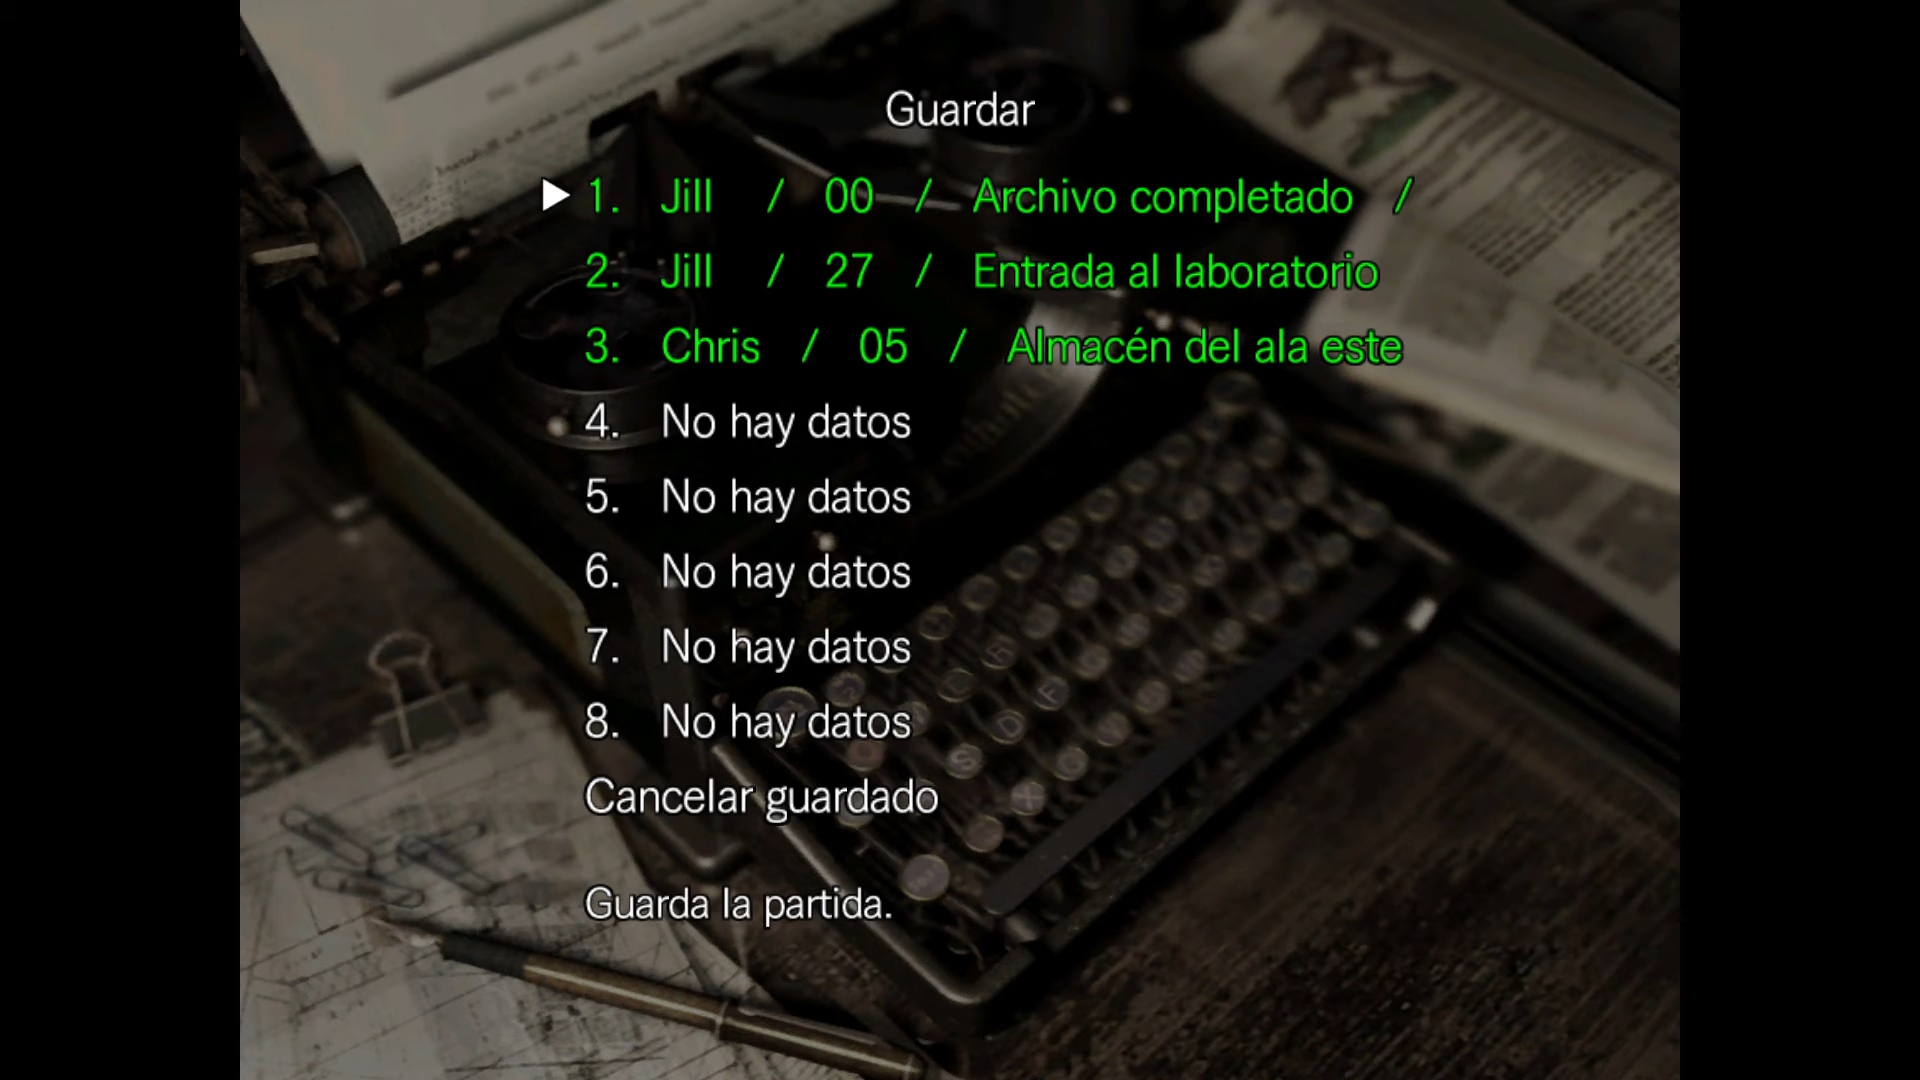 Guardar
1. Jill / 00 / Archivo completado /
2. Jill / 27 / Entrada al laboratorio
3. Chris / 05 / Almacén del ala este
4. No hay datos
5. No hay datos
6. No hay datos
7. No hay datos
8. No hay datos
Cancelar guardado
Guarda la partida.